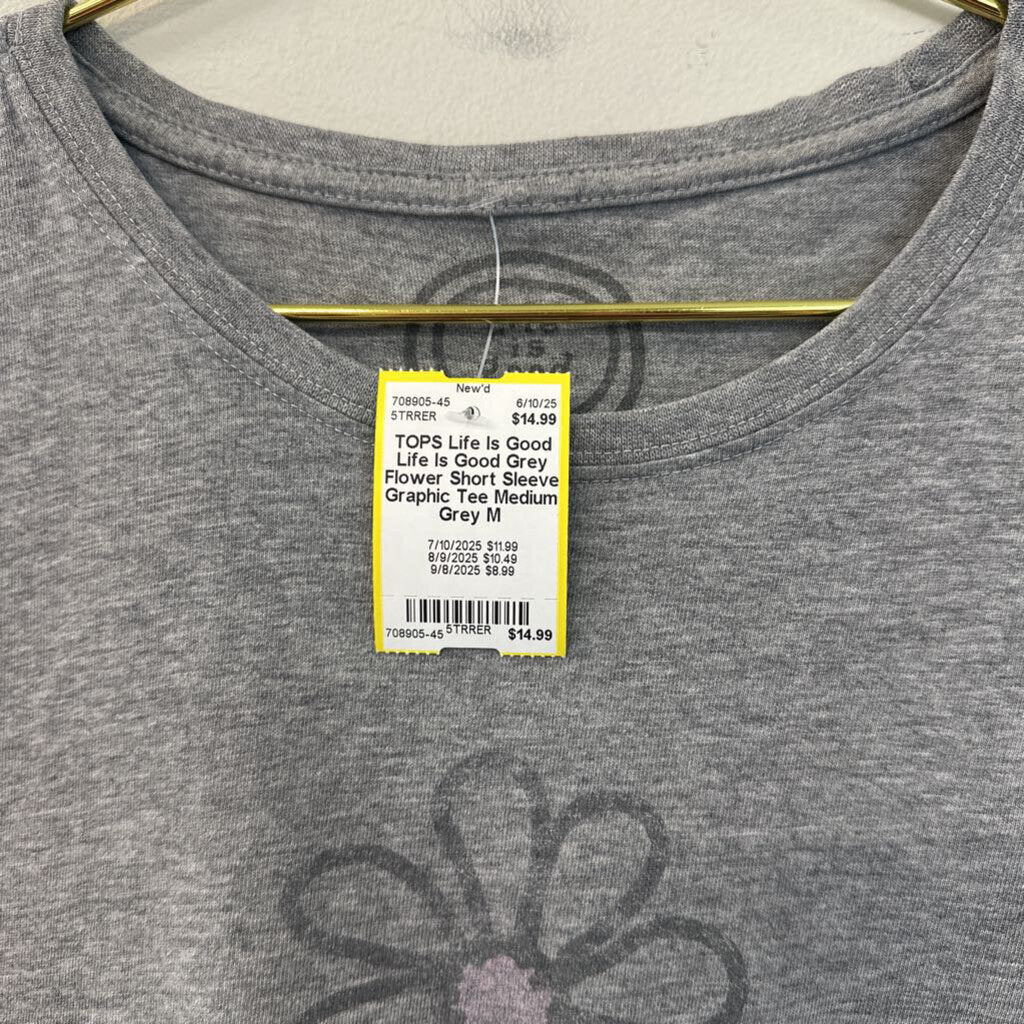 IS
New'd
708905-45 6/10/25
5TRRER $14.99
TOPS Life Is Good
Life Is Good Grey
Flower Short Sleeve
Graphic Tee Medium
Grey M
7/10/2025 $11.99
8/9/2025 $10.49
9/8/2025 $8.99
708905-45 5TRRER $14.99